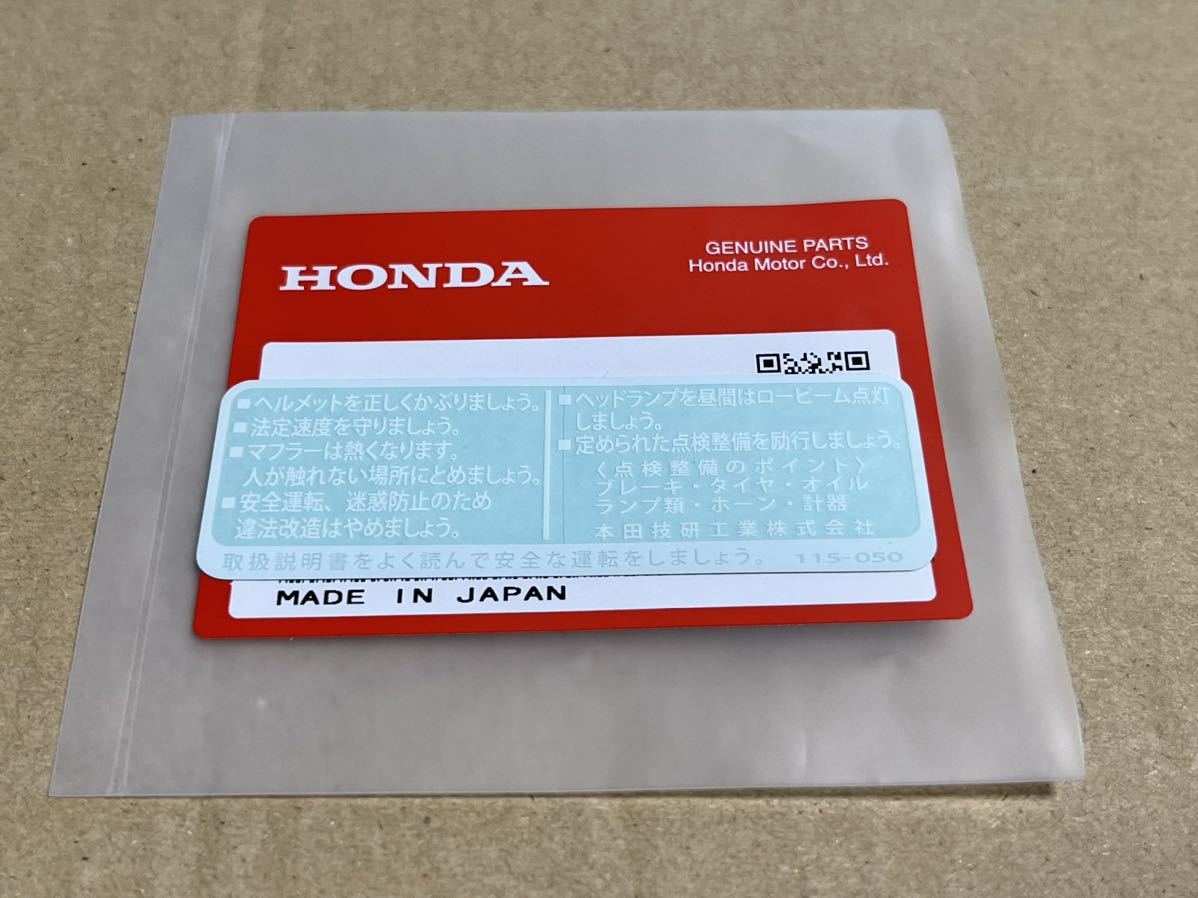 HONDA
GENUINE PARTS
Honda Motor Co., Ltd.
■ヘルメットを正しくかぶりましょう。
■法定速度を守りましょう。
■マフラーは熱くなります。
人が触れない場所にとめましょう。
■安全運転、迷惑防止のため
違法改造はやめましょう。
■ヘッドランプを昼間はロービーム点灯
しましょう。
■定められた点検整備を励行しましょう。
〈点検整備のポイント〉
ブレーキ・タイヤ・オイル
ランプ類・ホーン・計器
本田技研工業株式会社
取扱説明書をよく読んで安全な運転をしましょう。 115-050
MADE IN JAPAN